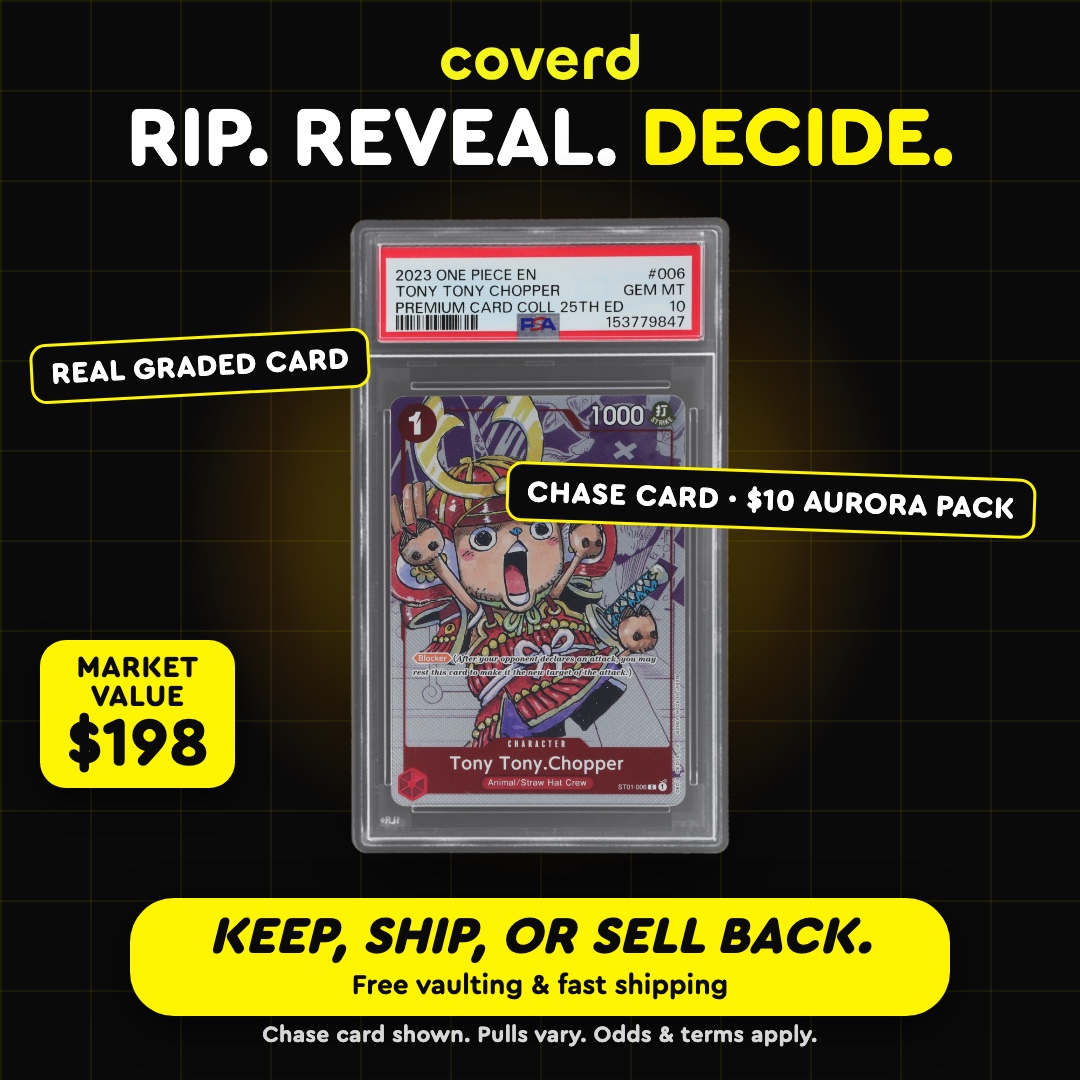 coverd
RIP. REVEAL. DECIDE.
2023 ONE PIECE EN #006
TONY TONY CHOPPER GEM MT
PREMIUM CARD COLL 25TH ED 10
PSA 153779847
REAL GRADED CARD
1 1000 打
STRIKE
CHASE CARD • $10 AURORA PACK
MARKET
VALUE
$198
Blocker (After your opponent declares an attack, you may
rest this card to make it the new target of the attack.)
CHARACTER
Tony Tony.Chopper
Animal/Straw Hat Crew
ST01-006
KEEP, SHIP, OR SELL BACK.
Free vaulting & fast shipping
Chase card shown. Pulls vary. Odds & terms apply.